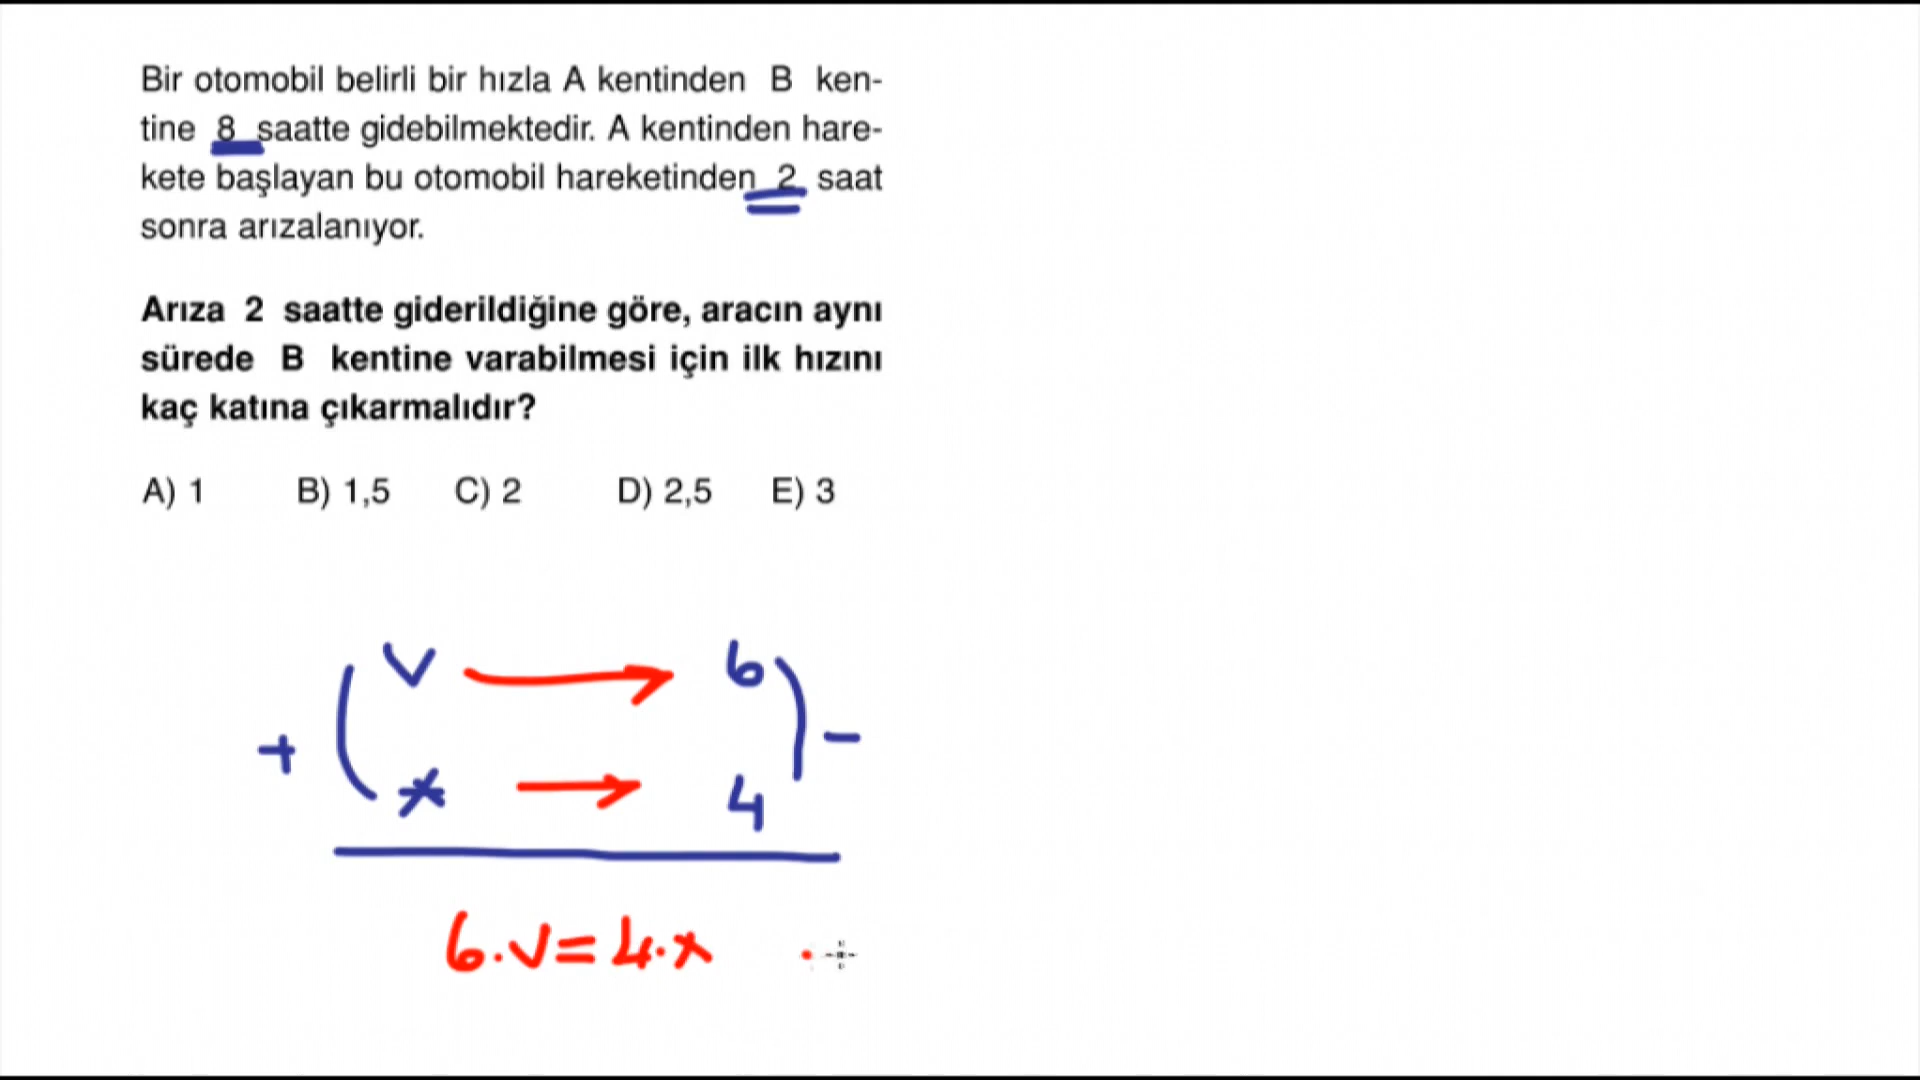 Bir otomobil belirli bir hızla A kentinden B ken-
tine 8 saatte gidebilmektedir. A kentinden hare-
kete başlayan bu otomobil hareketinden 2 saat
sonra arızalanıyor.
Arıza 2 saatte giderildiğine göre, aracın aynı
sürede B kentine varabilmesi için ilk hızını
kaç katına çıkarmalıdır?
A) 1 B) 1,5 C) 2 D) 2,5 E) 3
V → 6
+ ( ) -
x → 4
6.V=4.x